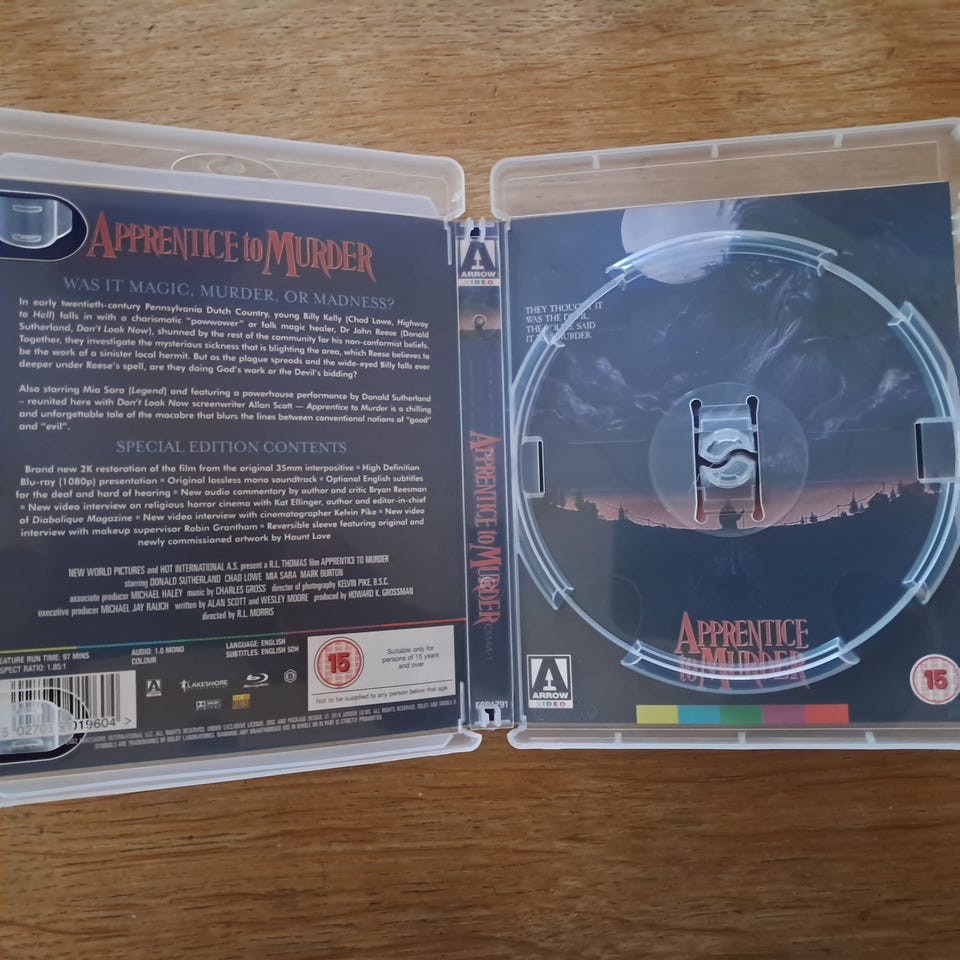 APPRENTICE to MURDER
WAS IT MAGIC, MURDER, OR MADNESS?
In early twentieth-century Pennsylvania Dutch Country, young Billy Kelly (Chad Lowe, Highway
to Hell) falls in with a charismatic "powwower" or folk magic healer, Dr John Reese (Donald
Sutherland, Don't Look Now), shunned by the rest of the community for his non-conformist beliefs.
Together, they investigate the mysterious sickness that is blighting the area, which Reese believes to
be the work of a sinister local hermit. But as the plague spreads and the wide-eyed Billy falls ever
deeper under Reese's spell, are they doing God's work or the Devil's bidding?
Also starring Mia Sara (Legend) and featuring a powerhouse performance by Donald Sutherland
– reunited here with Don't Look Now screenwriter Allan Scott — Apprentice to Murder is a chilling
and unforgettable tale of the macabre that blurs the lines between conventional notions of "good"
and "evil".
SPECIAL EDITION CONTENTS
Brand new 2K restoration of the film from the original 35mm interpositive ▪ High Definition
Blu-ray (1080p) presentation ▪ Original lossless mono soundtrack ▪ Optional English subtitles
for the deaf and hard of hearing ▪ New audio commentary by author and critic Bryan Reesman
▪ New video interview on religious horror cinema with Kat Ellinger, author and editor-in-chief
of Diabolique Magazine ▪ New video interview with cinematographer Kelvin Pike ▪ New video
interview with makeup supervisor Robin Grantham ▪ Reversible sleeve featuring original and
newly commissioned artwork by Haunt Love
NEW WORLD PICTURES and HOT INTERNATIONAL A.S. present a R.L. THOMAS film APPRENTICE TO MURDER
starring DONALD SUTHERLAND CHAD LOWE MIA SARA MARK BURTON
associate producer MICHAEL HALEY music by CHARLES GROSS director of photography KELVIN PIKE, B.S.C.
executive producer MICHAEL JAY RAUCH written by ALAN SCOTT and WESLEY MOORE produced by HOWARD K. GROSSMAN
directed by R.L. MORRIS
FEATURE RUN TIME: 97 MINS
ASPECT RATIO: 1.85:1
AUDIO: 1.0 MONO
COLOUR
LANGUAGE: ENGLISH
SUBTITLES: ENGLISH SDH
15
Suitable only for
persons of 15 years
and over
Not to be supplied to any person below that age.
ARROW
LAKESHORE
Blu-ray
DOLBY
019604 >
ARROW
VIDEO
APPRENTICE to MURDER
THEY THOUGHT IT
WAS THE DEVIL.
THE POLICE SAID
IT WAS MURDER.
APPRENTICE
to MURDER
ARROW
VIDEO
15